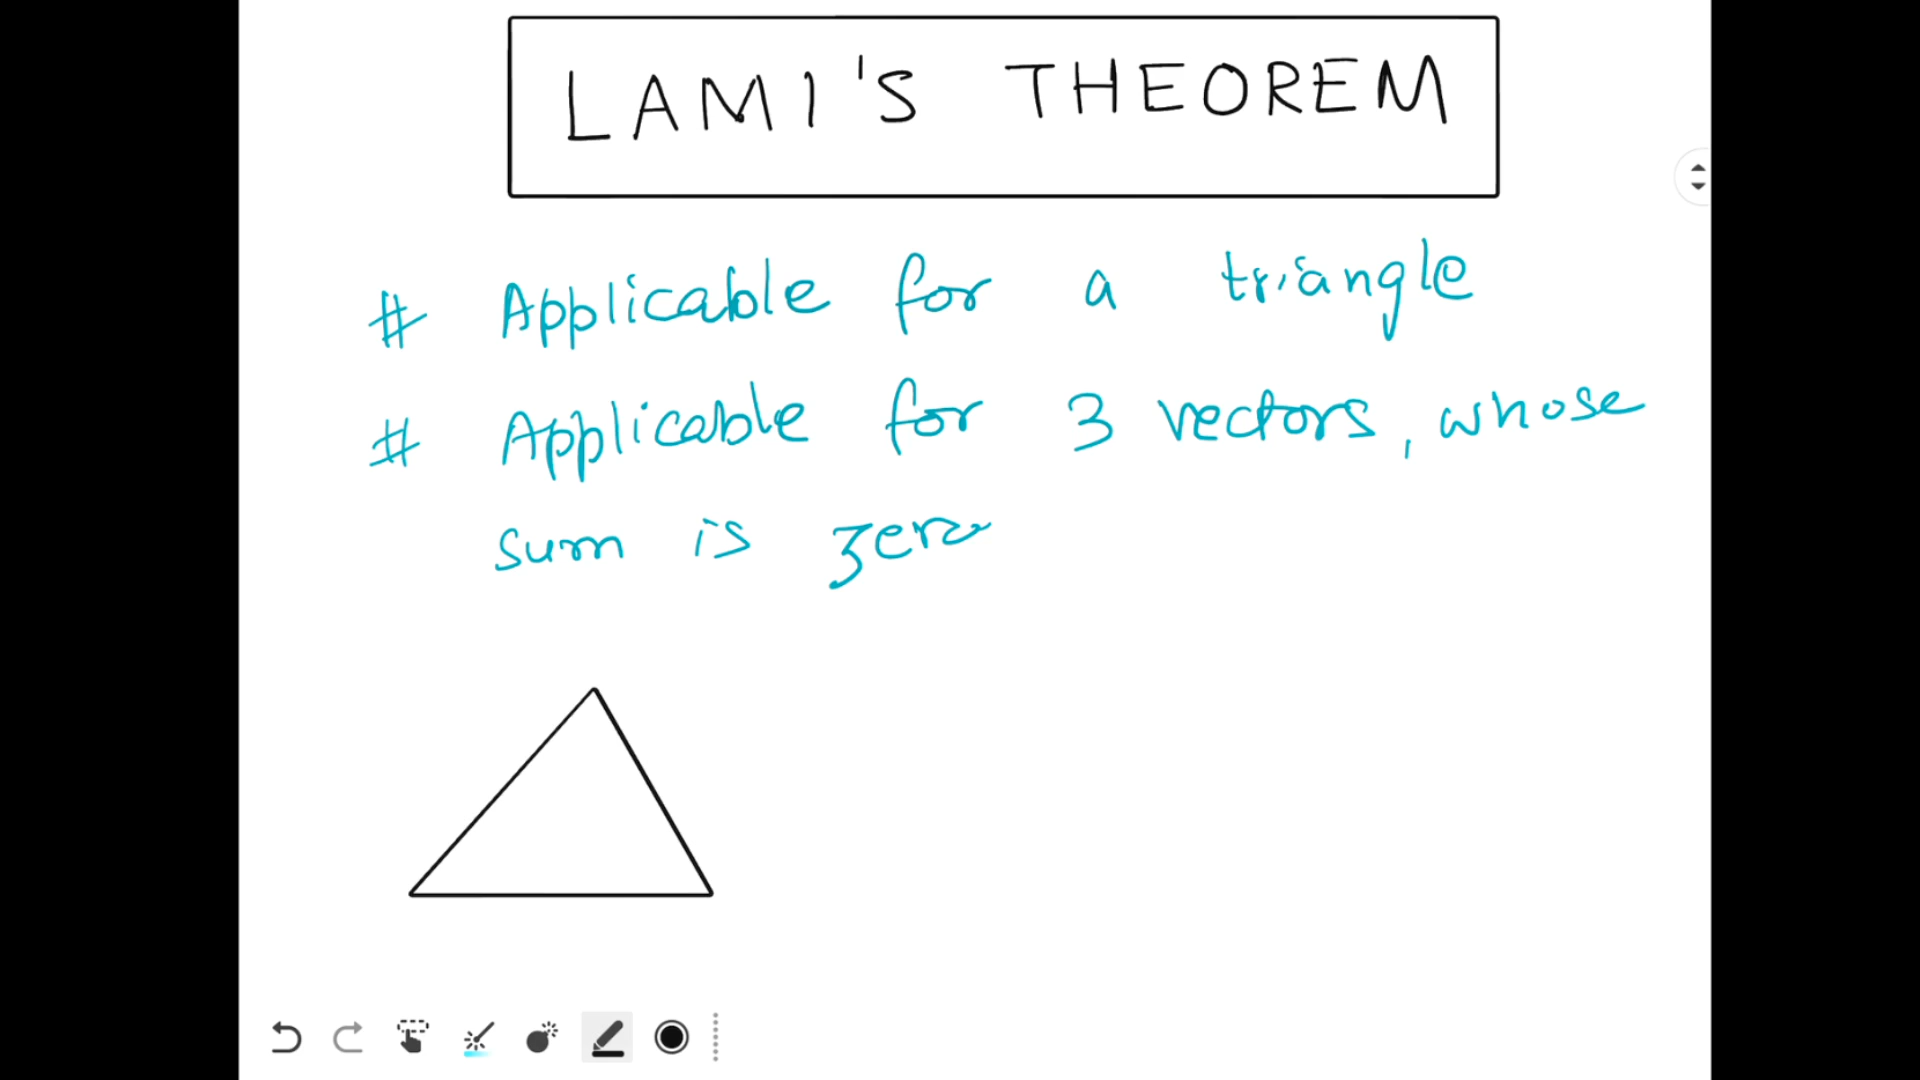 LAMI'S THEOREM
# Applicable for a triangle
# Applicable for 3 vectors, whose
sum is zero